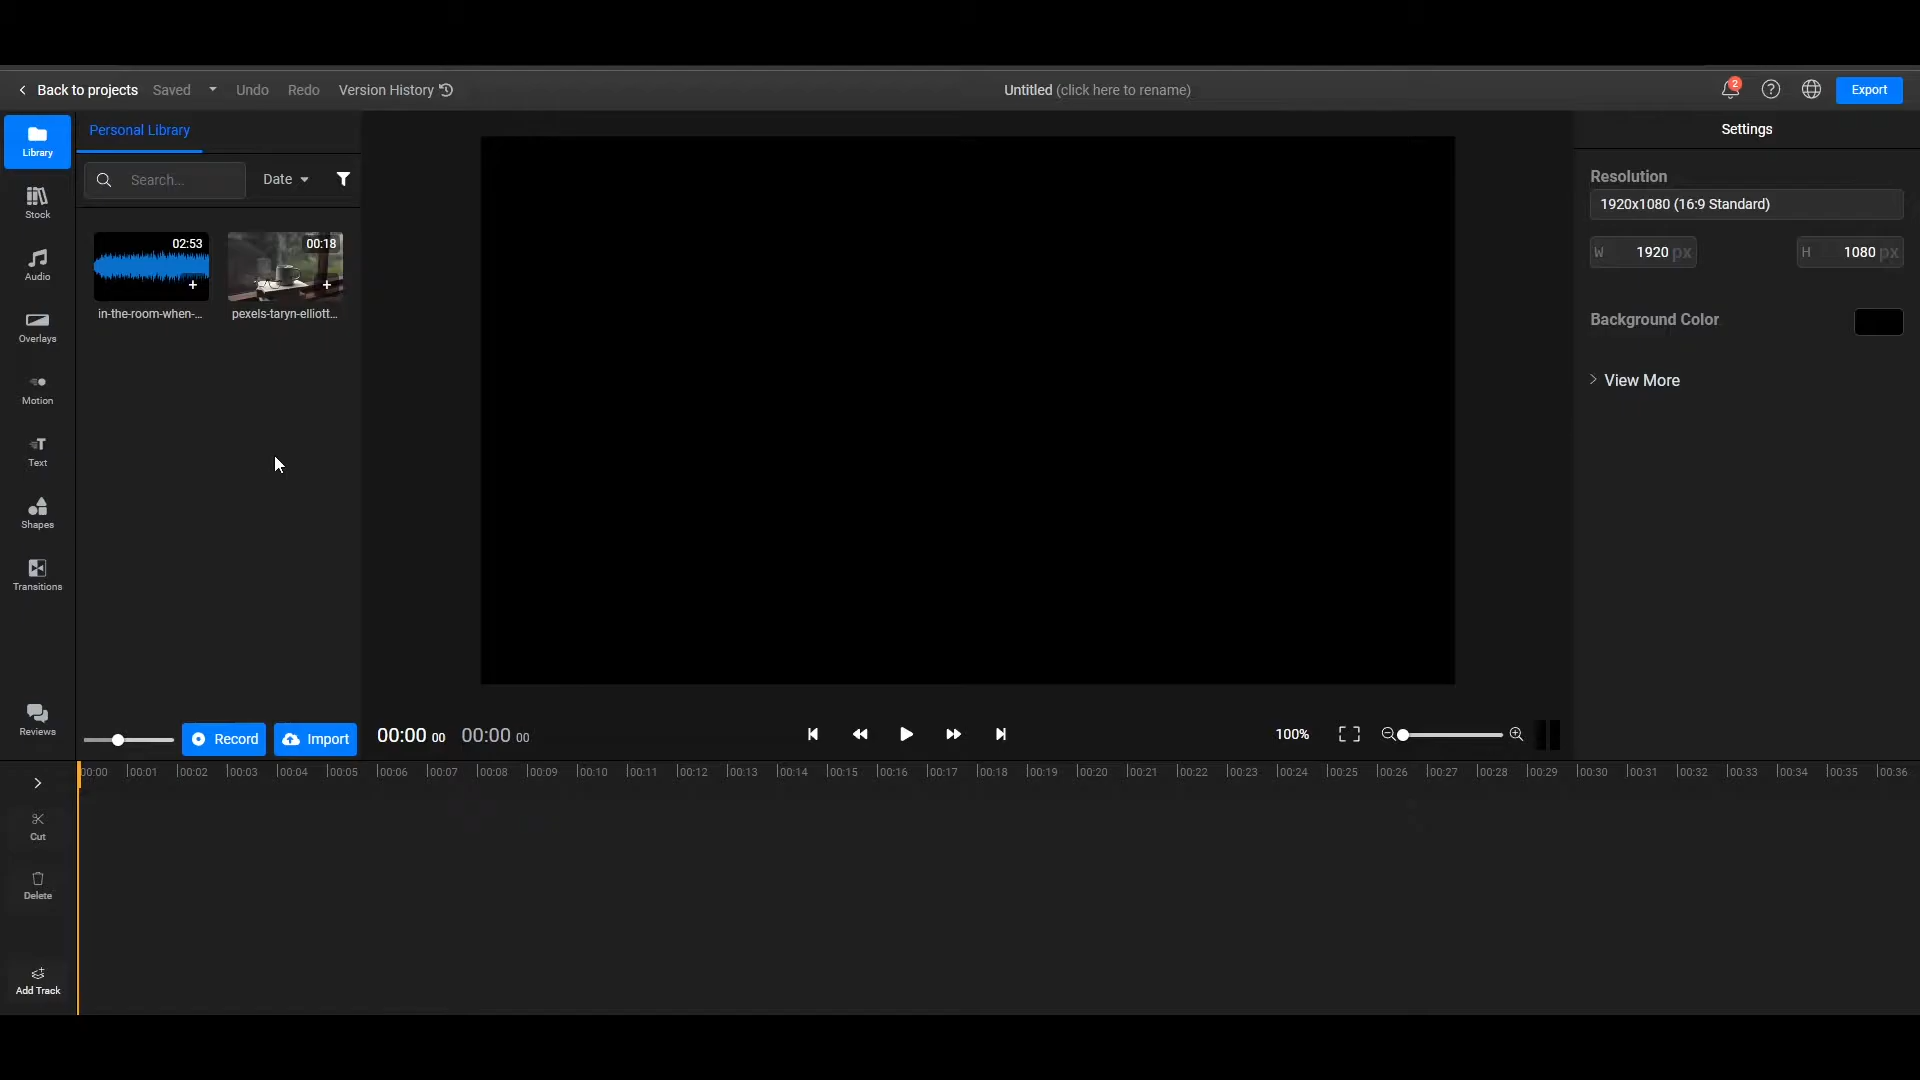 Back to projects Saved Undo Redo Version History Untitled (click here to rename) 2 ? Export
Library
Stock
Audio
Overlays
Motion
Text
Shapes
Transitions
Reviews
Personal Library
Search... Date
02:53
in-the-room-when-...
00:18
pexels-taryn-elliott...
Record Import
00:00 00 00:00 00 100%
Settings
Resolution
1920x1080 (16:9 Standard)
W 1920 px H 1080 px
Background Color
View More
00:00 00:01 00:02 00:03 00:04 00:05 00:06 00:07 00:08 00:09 00:10 00:11 00:12 00:13 00:14 00:15 00:16 00:17 00:18 00:19 00:20 00:21 00:22 00:23 00:24 00:25 00:26 00:27 00:28 00:29 00:30 00:31 00:32 00:33 00:34 00:35 00:36
Cut
Delete
Add Track